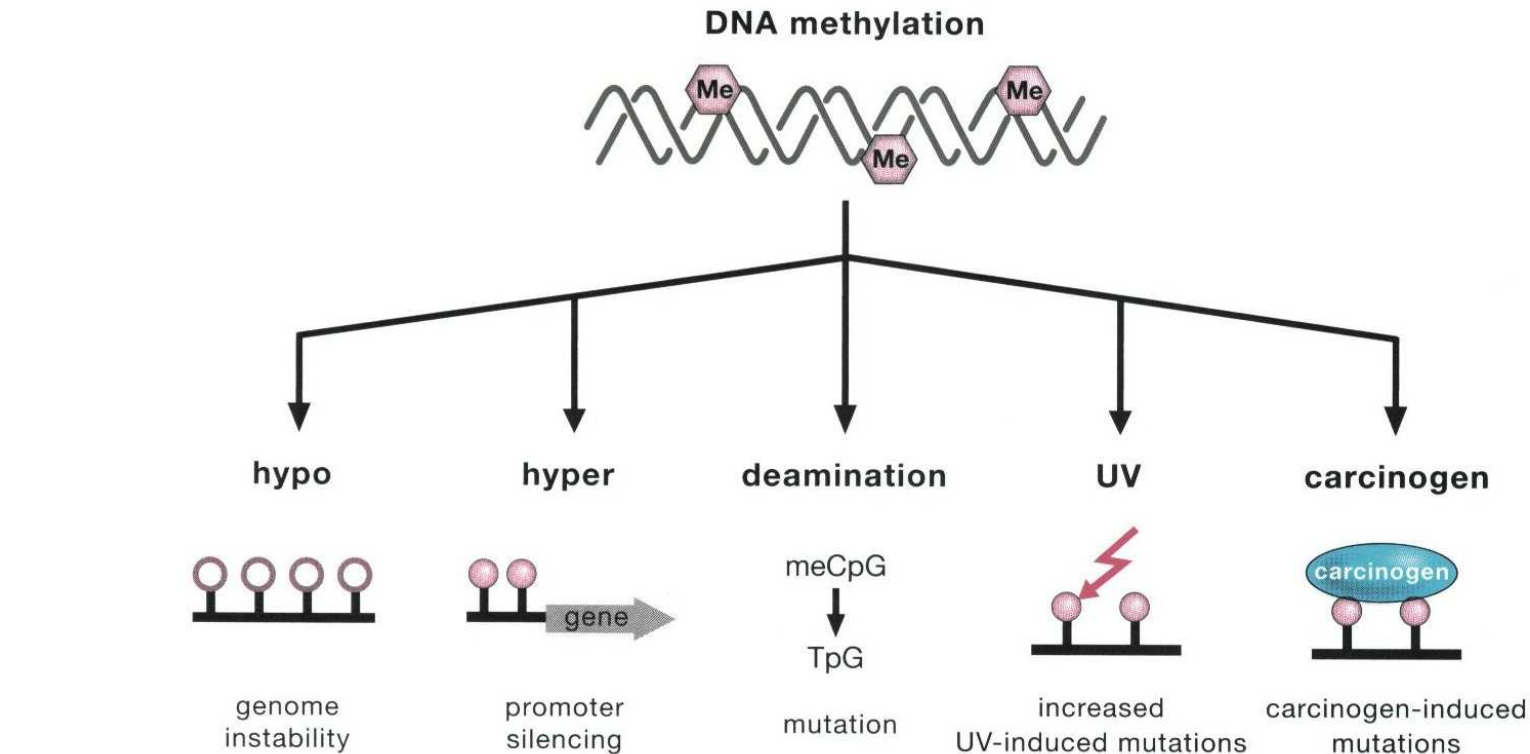 DNA methylation
Me
Me
Me
hypo
hyper
deamination
UV
carcinogen
meCpG
carcinogen
gene
TpG
genome
instability
promoter
silencing
mutation
increased
UV-induced mutations
carcinogen-induced
mutations